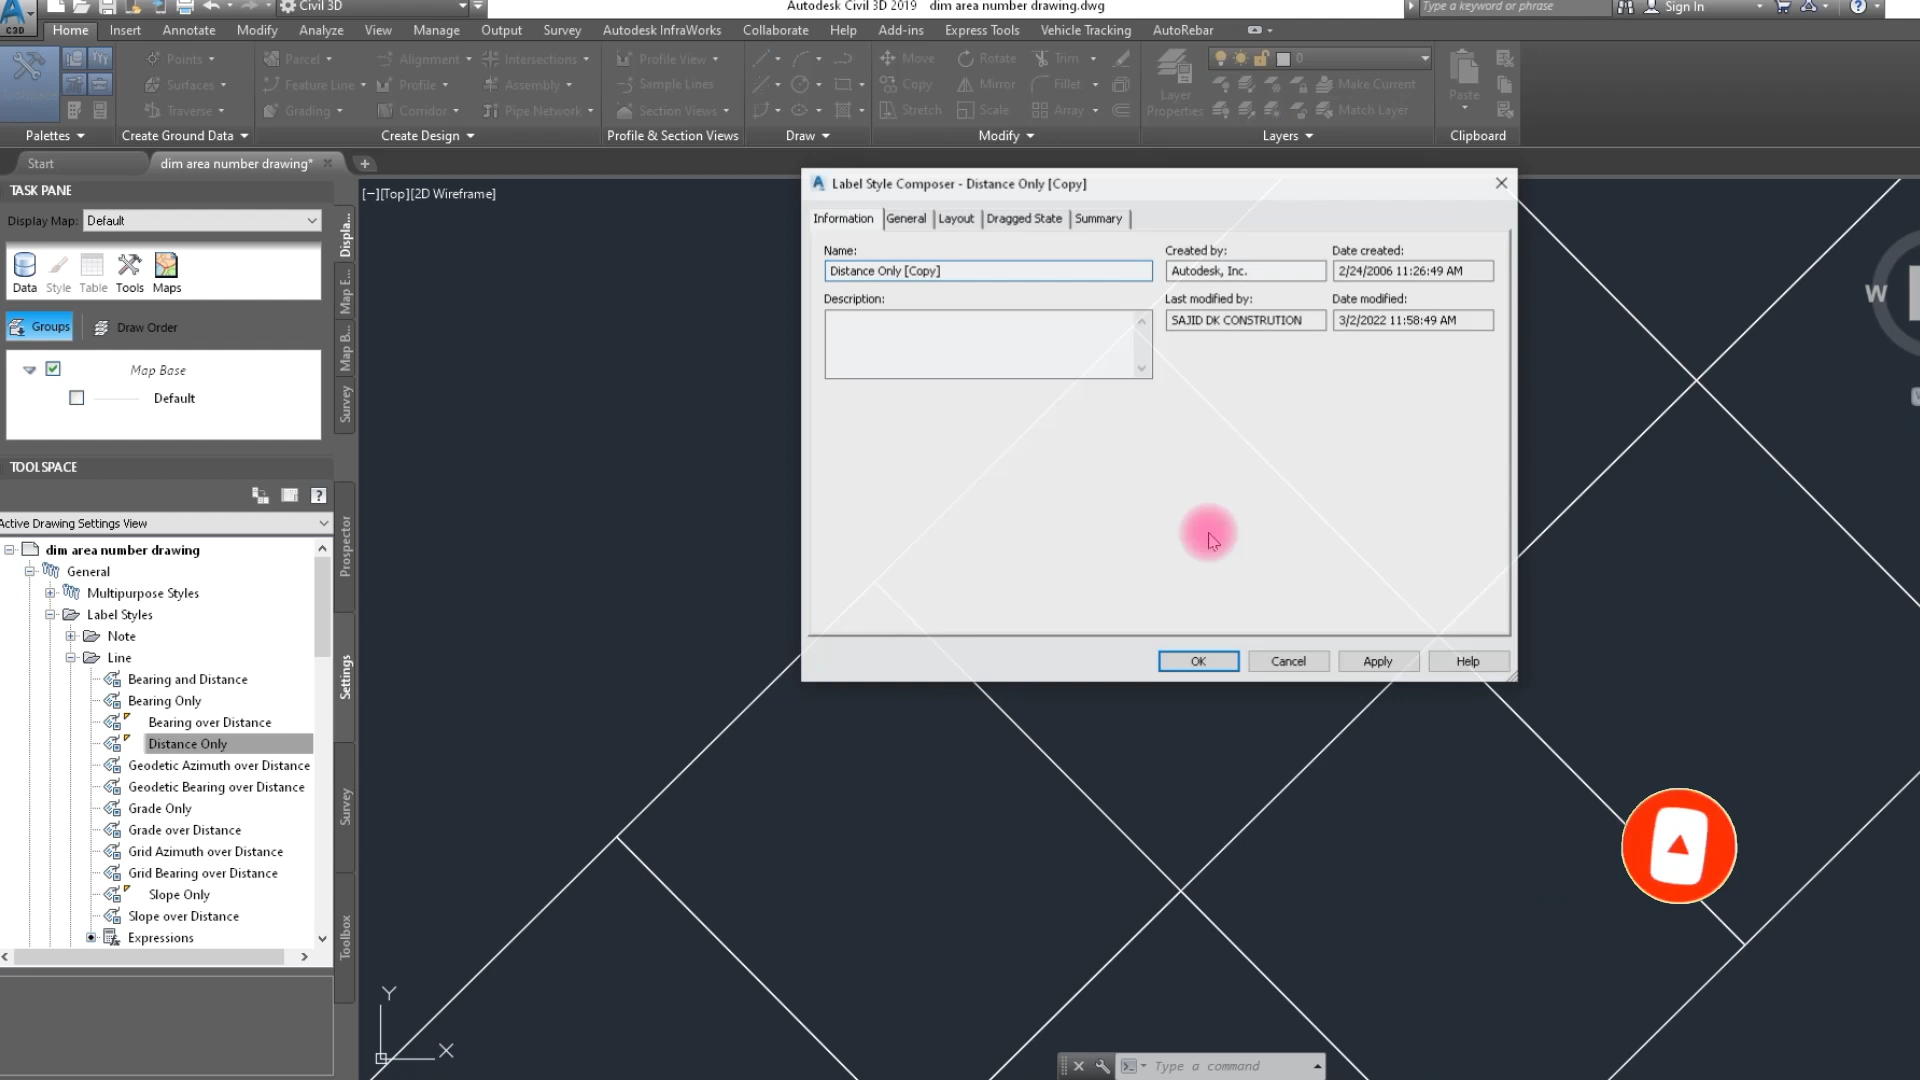 C3D
Civil 3D
Autodesk Civil 3D 2019 dim area number drawing.dwg
Type a keyword or phrase
Sign In
Home Insert Annotate Modify Analyze View Manage Output Survey Autodesk InfraWorks Collaborate Help Add-ins Express Tools Vehicle Tracking AutoRebar
Points Parcel Alignment Intersections Profile View Move Rotate Trim 0
Surfaces Feature Line Profile Assembly Sample Lines Copy Mirror Fillet Layer Properties Make Current Paste
Traverse Grading Corridor Pipe Network Section Views Stretch Scale Array Match Layer
Palettes Create Ground Data Create Design Profile & Section Views Draw Modify Layers Clipboard
Start dim area number drawing*
TASK PANE
[−][Top][2D Wireframe]
Display Map: Default
Data Style Table Tools Maps
Groups Draw Order
Map Base
Default
Displa...
Map E...
Map B...
Survey
TOOLSPACE
Active Drawing Settings View
dim area number drawing
General
Multipurpose Styles
Label Styles
Note
Line
Bearing and Distance
Bearing Only
Bearing over Distance
Distance Only
Geodetic Azimuth over Distance
Geodetic Bearing over Distance
Grade Only
Grade over Distance
Grid Azimuth over Distance
Grid Bearing over Distance
Slope Only
Slope over Distance
Expressions
Prospector
Settings
Survey
Toolbox
Label Style Composer - Distance Only [Copy]
Information General Layout Dragged State Summary
Name: Created by: Date created:
Distance Only [Copy] Autodesk, Inc. 2/24/2006 11:26:49 AM
Description: Last modified by: Date modified:
SAJID DK CONSTRUTION 3/2/2022 11:58:49 AM
OK Cancel Apply Help
W
Y
X
Type a command